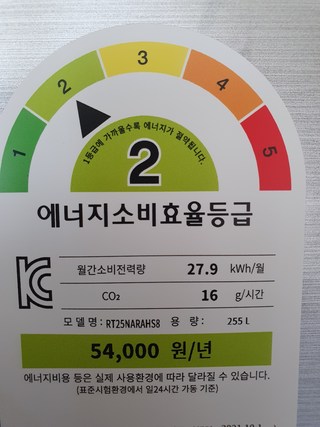 1 2 3 4 5
1등급에 가까울수록 에너지가 절약됩니다.
2
에너지소비효율등급
월간소비전력량 27.9 kWh/월
CO₂ 16 g/시간
모델명 : RT25NARAHS8 용 량 : 255 L
54,000 원/년
에너지비용 등은 실제 사용환경에 따라 달라질 수 있습니다.
(표준시험환경에서 일24시간 가동 기준)